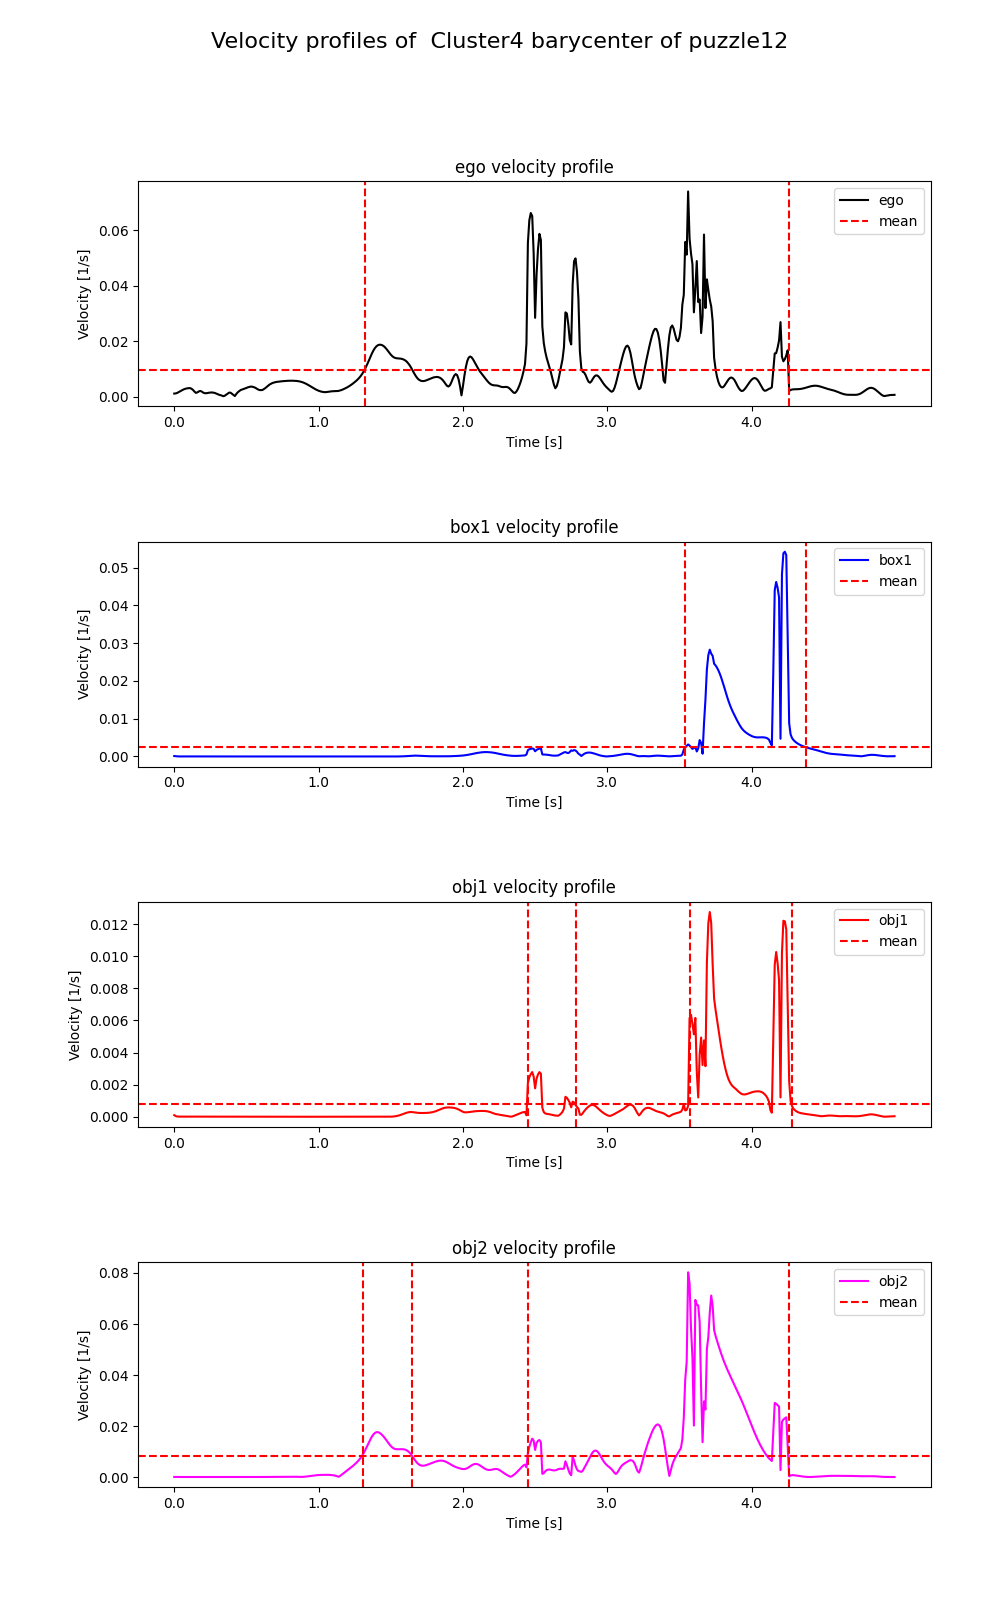 Velocity profiles of  Cluster4 barycenter of puzzle12
ego velocity profile
Velocity [1/s]
0.06
0.04
0.02
0.00
ego
mean
0.0 1.0 2.0 3.0 4.0
Time [s]
box1 velocity profile
Velocity [1/s]
0.05
0.04
0.03
0.02
0.01
0.00
box1
mean
0.0 1.0 2.0 3.0 4.0
Time [s]
obj1 velocity profile
Velocity [1/s]
0.012
0.010
0.008
0.006
0.004
0.002
0.000
obj1
mean
0.0 1.0 2.0 3.0 4.0
Time [s]
obj2 velocity profile
Velocity [1/s]
0.08
0.06
0.04
0.02
0.00
obj2
mean
0.0 1.0 2.0 3.0 4.0
Time [s]